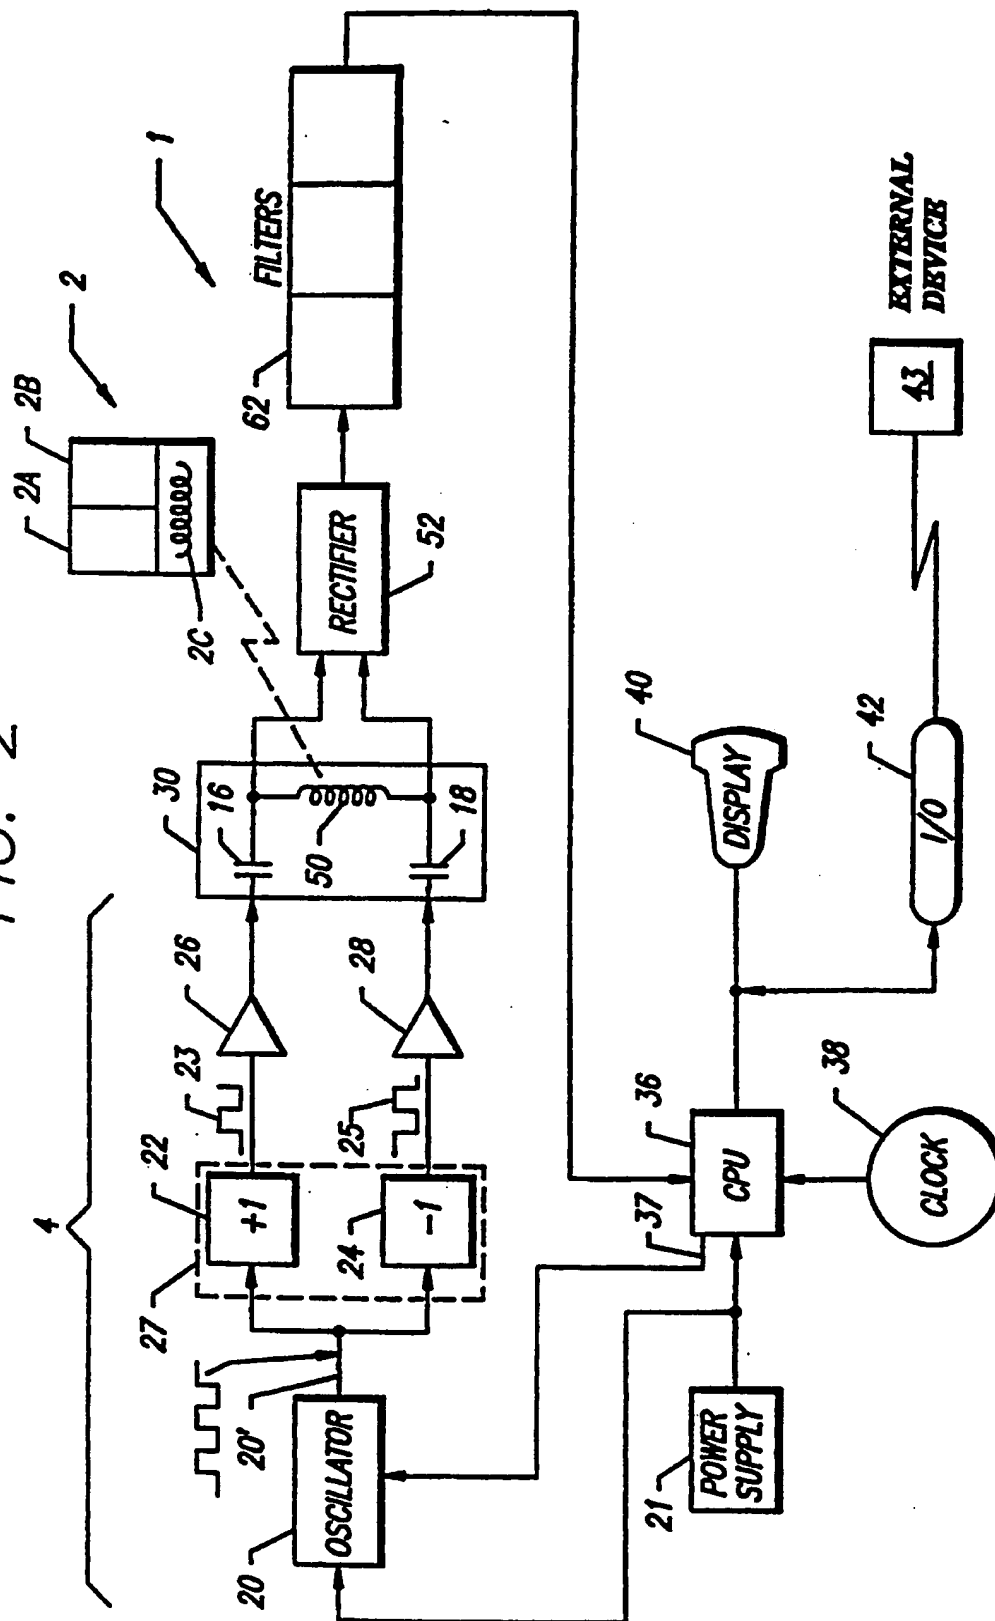 FIG. 2
4
2
2A
2B
2C
1
27
22
+1
23
26
30
16
50
18
62
FILTERS
20
OSCILLATOR
20'
24
-1
25
28
RECTIFIER
52
21
POWER
SUPPLY
37
CPU
36
38
CLOCK
DISPLAY
40
I/O
42
43
EXTERNAL
DEVICE